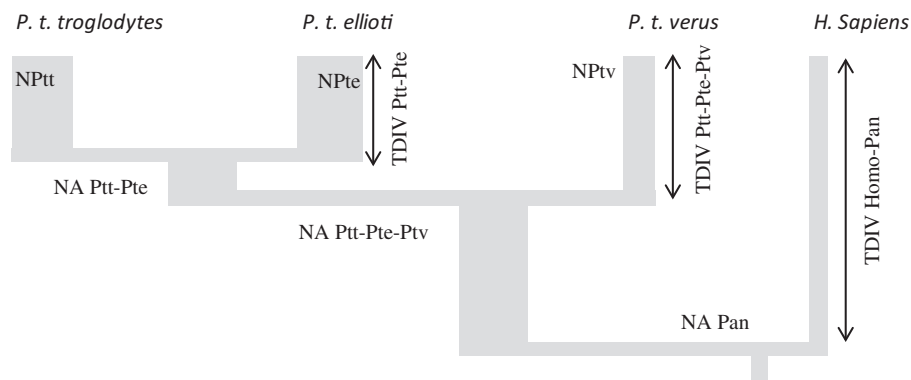 P. t. troglodytes
P. t. ellioti
P. t. verus
H. Sapiens
NPtt
NPte
TDIV Ptt-Pte
NPtv
TDIV Ptt-Pte-Ptv
TDIV Homo-Pan
NA Ptt-Pte
NA Ptt-Pte-Ptv
NA Pan